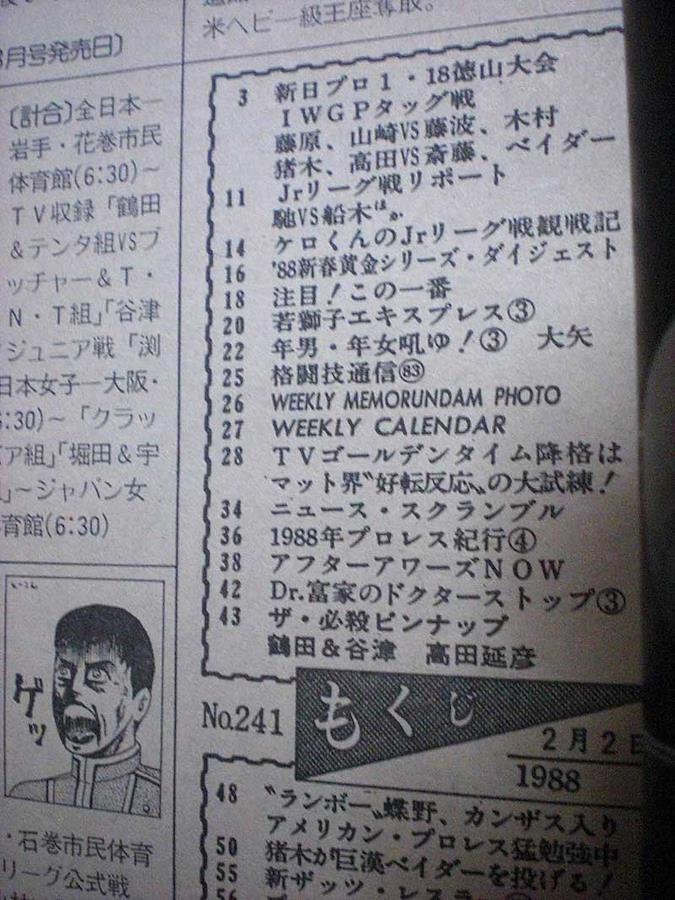 米ヘビー級王座奪取。
月号発売日〕
〔計合〕全日本一
岩手・花巻市民
体育館(6:30)〜
TV収録「鶴田
&テンタ組VSブ
ッチャー&T・
N・T組」「谷津
ジュニア戦「渕
日本女子一大阪・
:30)〜「クラッ
ア組」「堀田&宇
」〜ジャパン女
育館(6:30)
ゲッ
・石巻市民体育
リーグ公式戦
3 新日プロ1・18徳山大会
IWGPタッグ戦
藤原、山崎VS藤波、木村
猪木、高田VS斎藤、ベイダー
11 Jrリーグ戦リポート
馳VS船木ほか
14 ケロくんのJrリーグ戦観戦記
16 '88新春黄金シリーズ・ダイジェスト
18 注目!この一番
20 若獅子エキスプレス③
22 年男・年女吼ゆ!③ 大矢
25 格闘技通信㊃
26 WEEKLY MEMORUNDAM PHOTO
27 WEEKLY CALENDAR
28 TVゴールデンタイム降格は
マット界〝好転反応〟の大試練!
34 ニュース・スクランブル
36 1988年プロレス紀行④
38 アフターアワーズNOW
42 Dr.富家のドクターストップ③
43 ザ・必殺ピンナップ
鶴田&谷津 高田延彦
No.241
もくじ
2月2日
1988
48 〝ランボー〟蝶野、カンザス入り
アメリカン・プロレス猛勉強中
50 猪木が巨漢ベイダーを投げる!
55 新ザッツ・レスラー
56